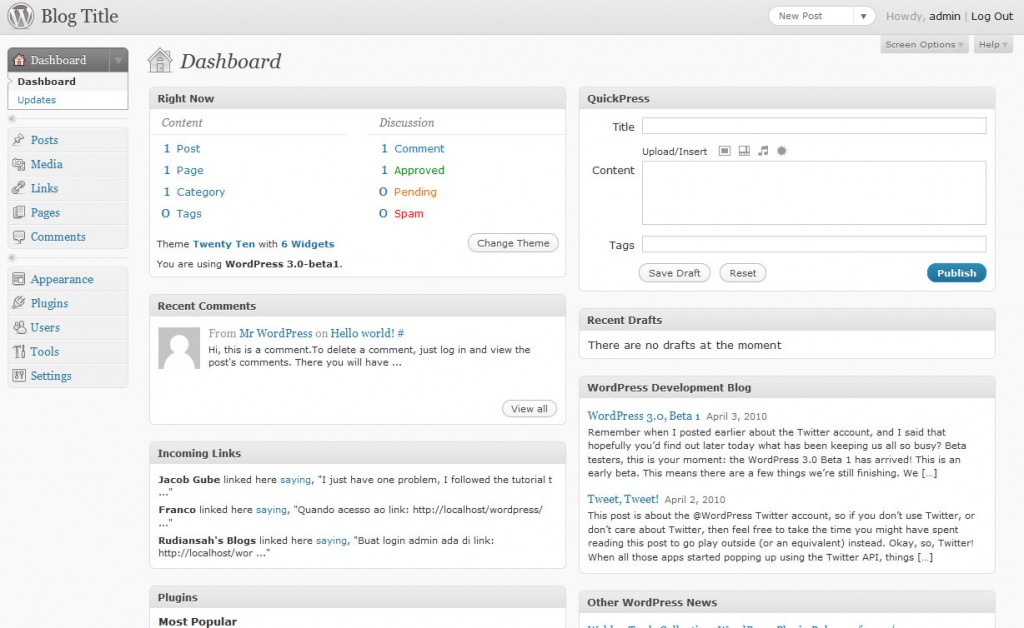 Blog Title
New Post
Howdy, admin | Log Out
Screen Options
Help
Dashboard
Dashboard
Updates
Posts
Media
Links
Pages
Comments
Appearance
Plugins
Users
Tools
Settings
Dashboard
Right Now
Content
1 Post
1 Page
1 Category
0 Tags
Discussion
1 Comment
1 Approved
0 Pending
0 Spam
Theme Twenty Ten with 6 Widgets
Change Theme
You are using WordPress 3.0-beta1.
Recent Comments
From Mr WordPress on Hello world! #
Hi, this is a comment.To delete a comment, just log in and view the
post's comments. There you will have ...
View all
Incoming Links
Jacob Gube linked here saying, "I just have one problem, I followed the tutorial t
..."
Franco linked here saying, "Quando acesso ao link: http://localhost/wordpress/
..."
Rudiansah's Blogs linked here saying, "Buat login admin ada di link:
http://localhost/wor ..."
Plugins
Most Popular
QuickPress
Title
Upload/Insert
Content
Tags
Save Draft
Reset
Publish
Recent Drafts
There are no drafts at the moment
WordPress Development Blog
WordPress 3.0, Beta 1 April 3, 2010
Remember when I posted earlier about the Twitter account, and I said that
hopefully you’d find out later today what has been keeping us all so busy? Beta
testers, this is your moment: the WordPress 3.0 Beta 1 has arrived! This is an
early beta. This means there are a few things we’re still finishing. We [...]
Tweet, Tweet! April 2, 2010
This post is about the @WordPress Twitter account, so if you don’t use Twitter, or
don’t care about Twitter, then feel free to take the time you might have spent
reading this post to go play outside (or an equivalent) instead. Okay, so, Twitter!
When all those apps started popping up using the Twitter API, things [...]
Other WordPress News